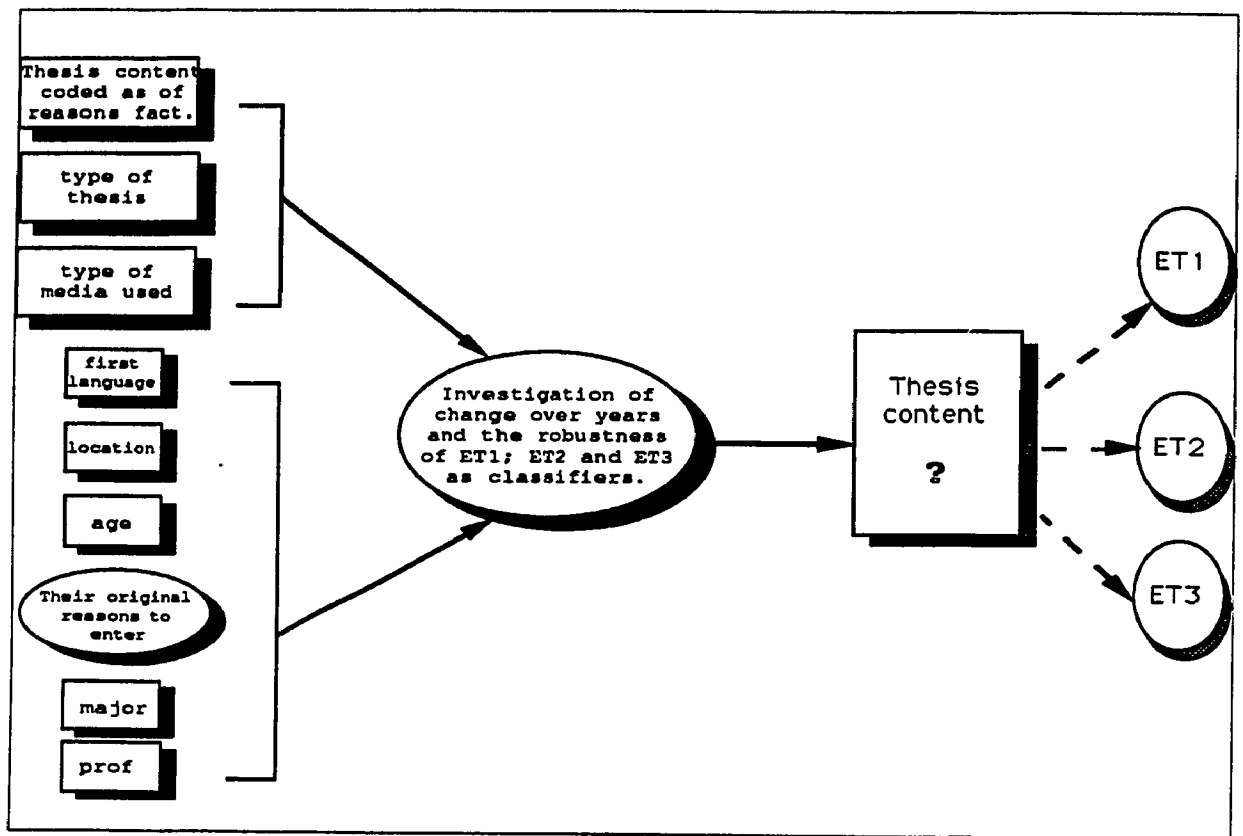 Thesis content
coded as of
reasons fact.
type of
thesis
type of
media used
first
language
location
age
Their original
reasons to
enter
major
prof
Investigation of
change over years
and the robustness
of ET1; ET2 and ET3
as classifiers.
Thesis
content
?
ET1
ET2
ET3